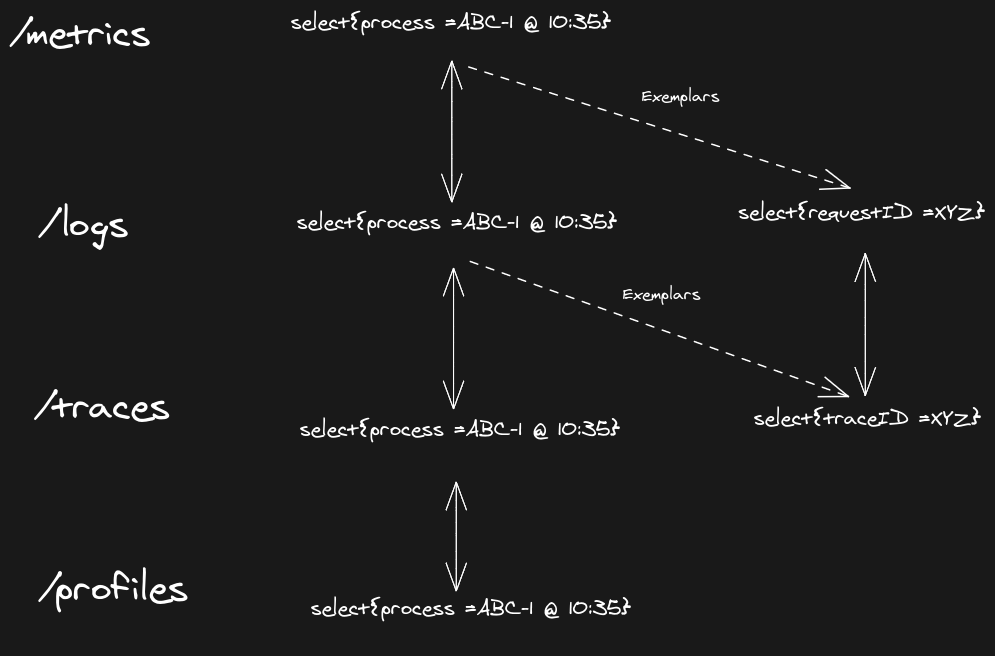 /metrics
select{process =ABC-1 @ 10:35}
Exemplars
/logs
select{process =ABC-1 @ 10:35}
select{requestID =XYZ}
Exemplars
/traces
select{process =ABC-1 @ 10:35}
select{traceID =XYZ}
/profiles
select{process =ABC-1 @ 10:35}